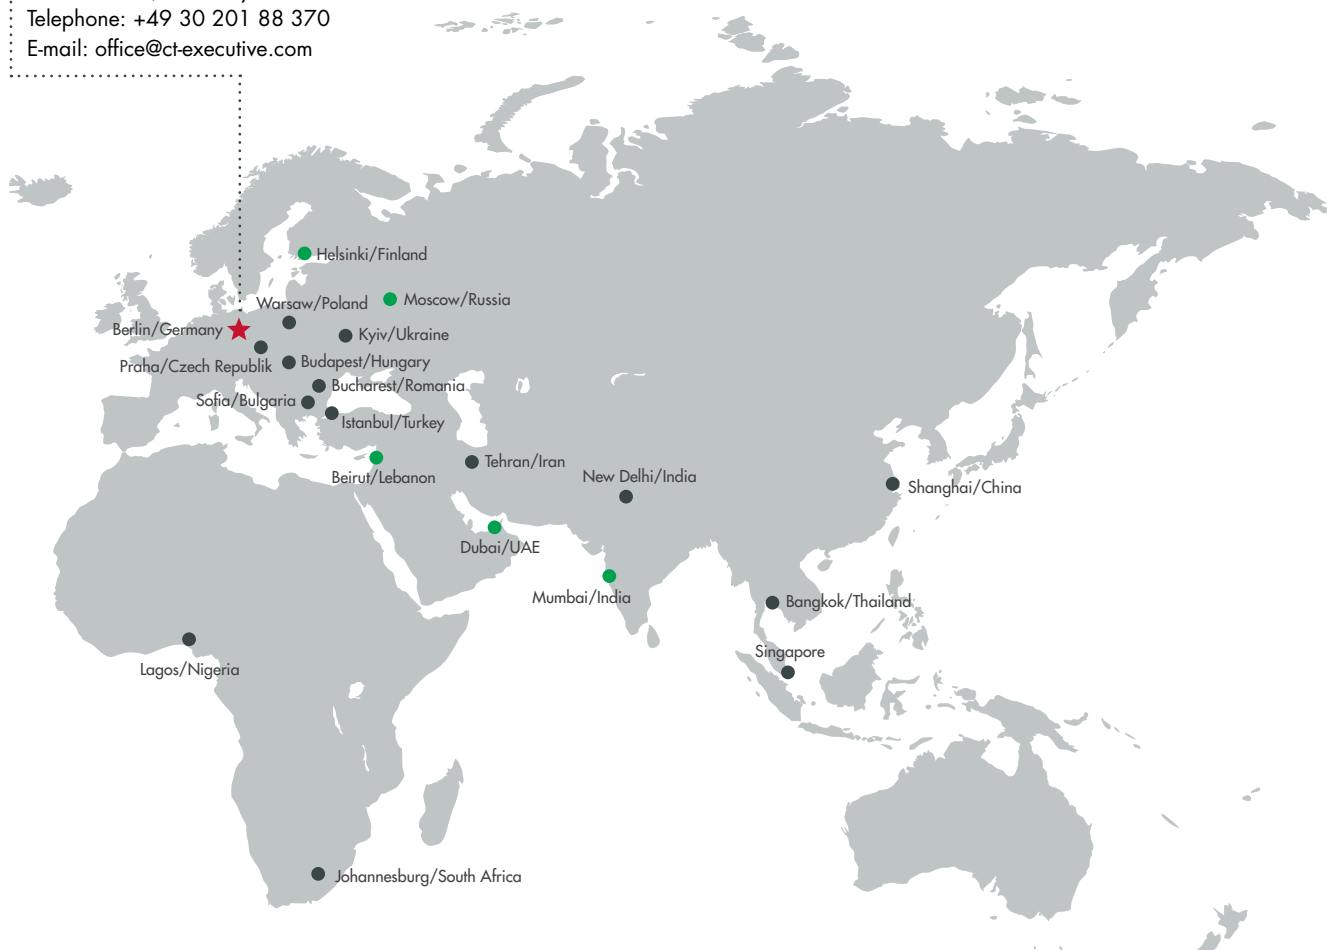 Telephone: +49 30 201 88 370
E-mail: office@ct-executive.com
Helsinki/Finland
Moscow/Russia
Warsaw/Poland
Berlin/Germany
Kyiv/Ukraine
Praha/Czech Republik
Budapest/Hungary
Bucharest/Romania
Sofia/Bulgaria
Istanbul/Turkey
Tehran/Iran
Beirut/Lebanon
New Delhi/India
Shanghai/China
Dubai/UAE
Mumbai/India
Bangkok/Thailand
Singapore
Lagos/Nigeria
Johannesburg/South Africa